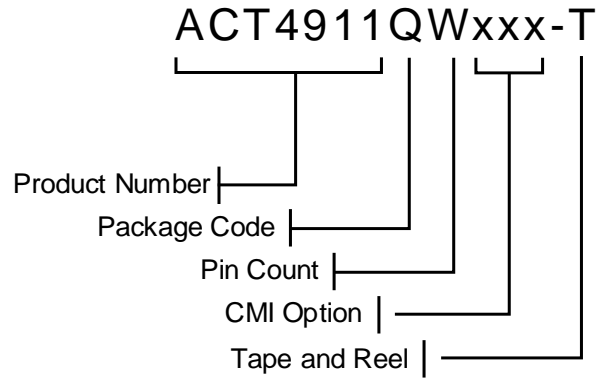 ACT4911QWxxx-T
Product Number
Package Code
Pin Count
CMI Option
Tape and Reel